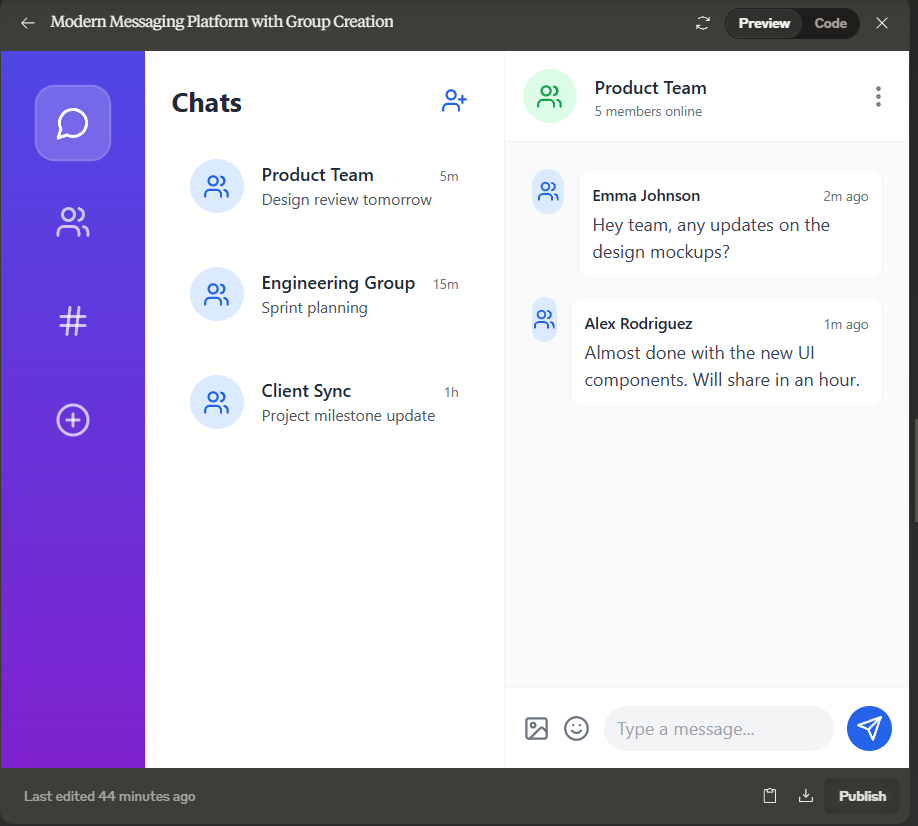 Modern Messaging Platform with Group Creation
Preview
Code
Chats
Product Team
5m
Design review tomorrow
Engineering Group
15m
Sprint planning
Client Sync
1h
Project milestone update
Product Team
5 members online
Emma Johnson
2m ago
Hey team, any updates on the
design mockups?
Alex Rodriguez
1m ago
Almost done with the new UI
components. Will share in an hour.
Type a message...
Last edited 44 minutes ago
Publish